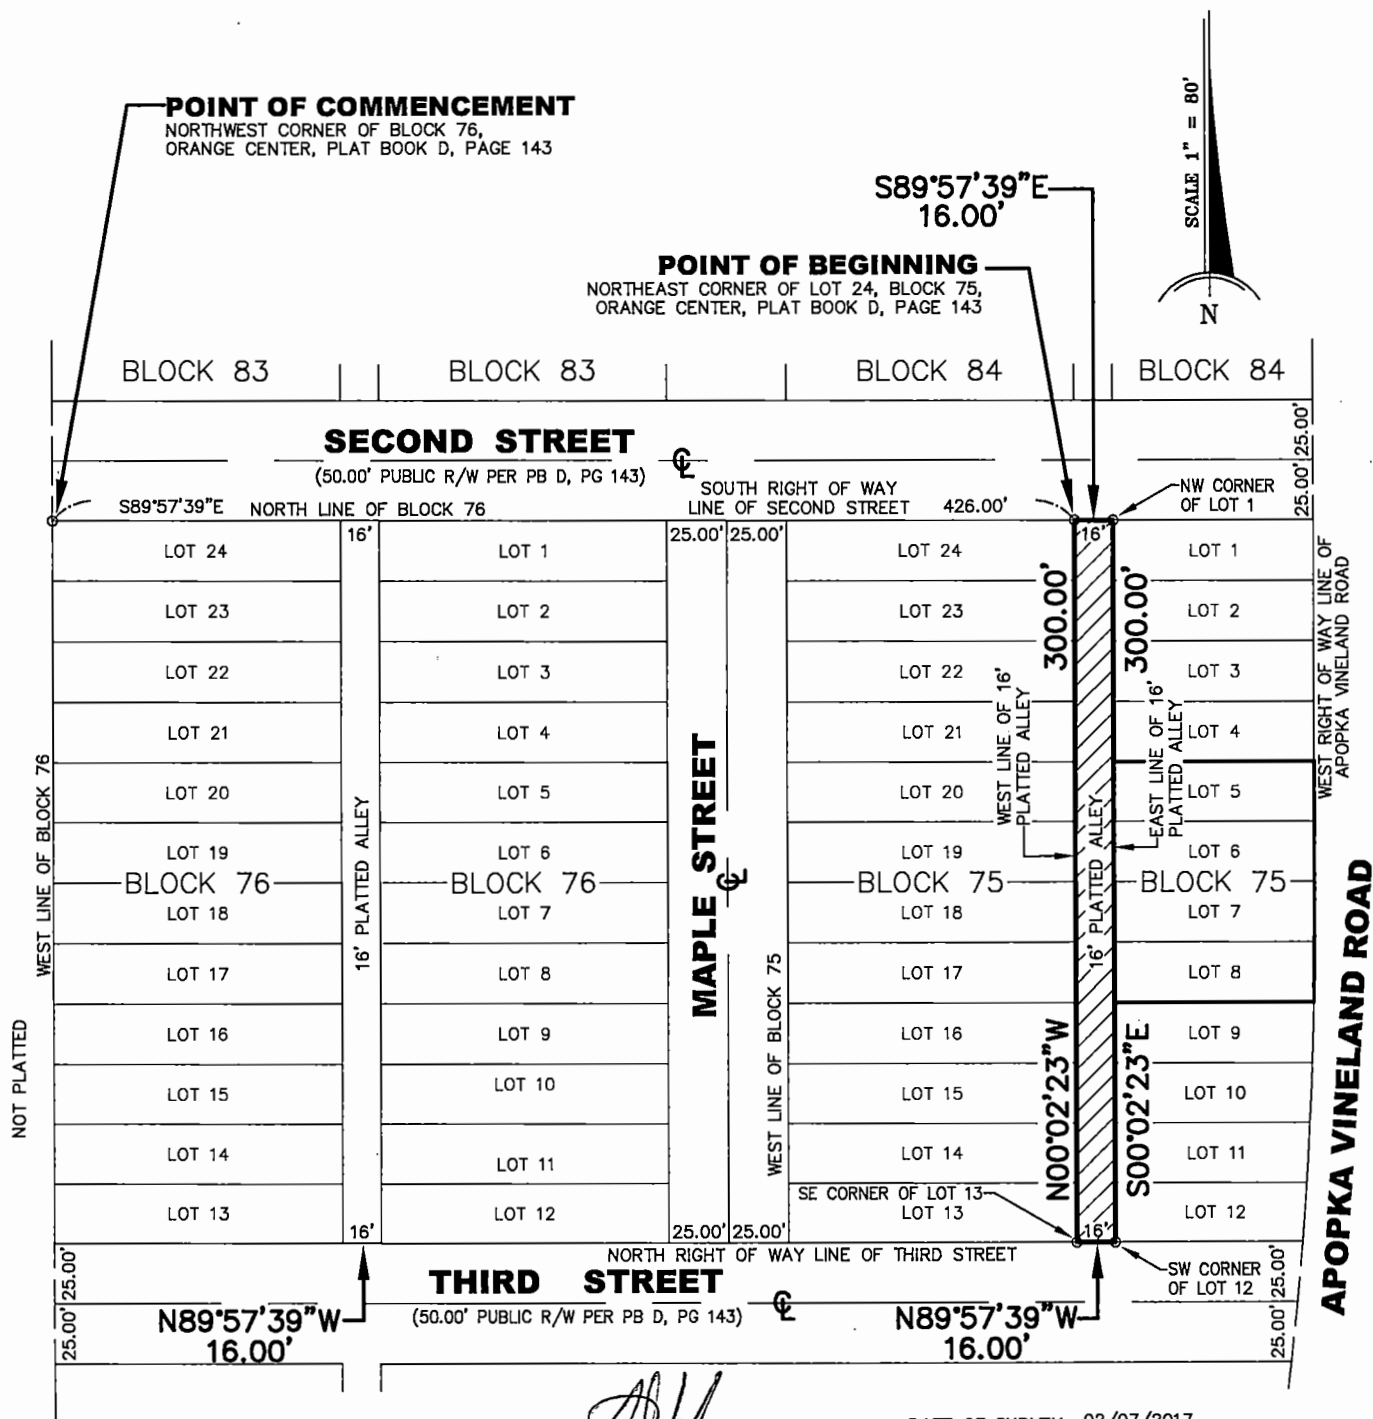 POINT OF COMMENCEMENT
NORTHWEST CORNER OF BLOCK 76,
ORANGE CENTER, PLAT BOOK D, PAGE 143
SCALE 1" = 80'
N
S89°57'39"E
16.00'
POINT OF BEGINNING
NORTHEAST CORNER OF LOT 24, BLOCK 75,
ORANGE CENTER, PLAT BOOK D, PAGE 143
BLOCK 83
BLOCK 83
BLOCK 84
BLOCK 84
SECOND STREET
(50.00' PUBLIC R/W PER PB D, PG 143)
℄
25.00'
25.00'
S89°57'39"E
NORTH LINE OF BLOCK 76
SOUTH RIGHT OF WAY
LINE OF SECOND STREET
426.00'
NW CORNER
OF LOT 1
16'
25.00'
25.00'
16'
LOT 24
LOT 23
LOT 22
LOT 21
LOT 20
LOT 19
BLOCK 76
LOT 18
LOT 17
LOT 16
LOT 15
LOT 14
LOT 13
WEST LINE OF BLOCK 76
NOT PLATTED
16' PLATTED ALLEY
16'
LOT 1
LOT 2
LOT 3
LOT 4
LOT 5
LOT 6
BLOCK 76
LOT 7
LOT 8
LOT 9
LOT 10
LOT 11
LOT 12
MAPLE STREET
℄
25.00'
25.00'
WEST LINE OF BLOCK 75
LOT 24
LOT 23
LOT 22
LOT 21
LOT 20
LOT 19
BLOCK 75
LOT 18
LOT 17
LOT 16
LOT 15
LOT 14
SE CORNER OF LOT 13
LOT 13
300.00'
N00°02'23"W
WEST LINE OF 16'
PLATTED ALLEY
16' PLATTED ALLEY
16'
300.00'
S00°02'23"E
EAST LINE OF 16'
PLATTED ALLEY
LOT 1
LOT 2
LOT 3
LOT 4
LOT 5
LOT 6
BLOCK 75
LOT 7
LOT 8
LOT 9
LOT 10
LOT 11
LOT 12
WEST RIGHT OF WAY LINE OF
APOPKA VINELAND ROAD
APOPKA VINELAND ROAD
NORTH RIGHT OF WAY LINE OF THIRD STREET
SW CORNER
OF LOT 12
THIRD STREET
(50.00' PUBLIC R/W PER PB D, PG 143)
℄
25.00'
25.00'
25.00'
25.00'
N89°57'39"W
16.00'
N89°57'39"W
16.00'